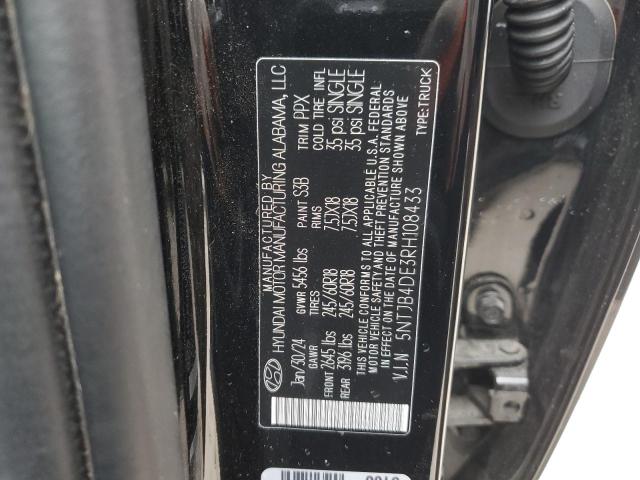 MANUFACTURED BY
HYUNDAI MOTOR MANUFACTURING ALABAMA, LLC
Jan/30/24 GVWR 5456 lbs PAINT S3B TRIM PPX
GAWR TIRES RIMS COLD TIRE INFL
FRONT 2645 lbs 245/60R18 7.5JX18 35 psi SINGLE
REAR 3216 lbs 245/60R18 7.5JX18 35 psi SINGLE
THIS VEHICLE CONFORMS TO ALL APPLICABLE U.S.A. FEDERAL
MOTOR VEHICLE SAFETY AND THEFT PREVENTION STANDARDS
IN EFFECT ON THE DATE OF MANUFACTURE SHOWN ABOVE
V.I.N 5NTJB4DE3RH108433 TYPE:TRUCK